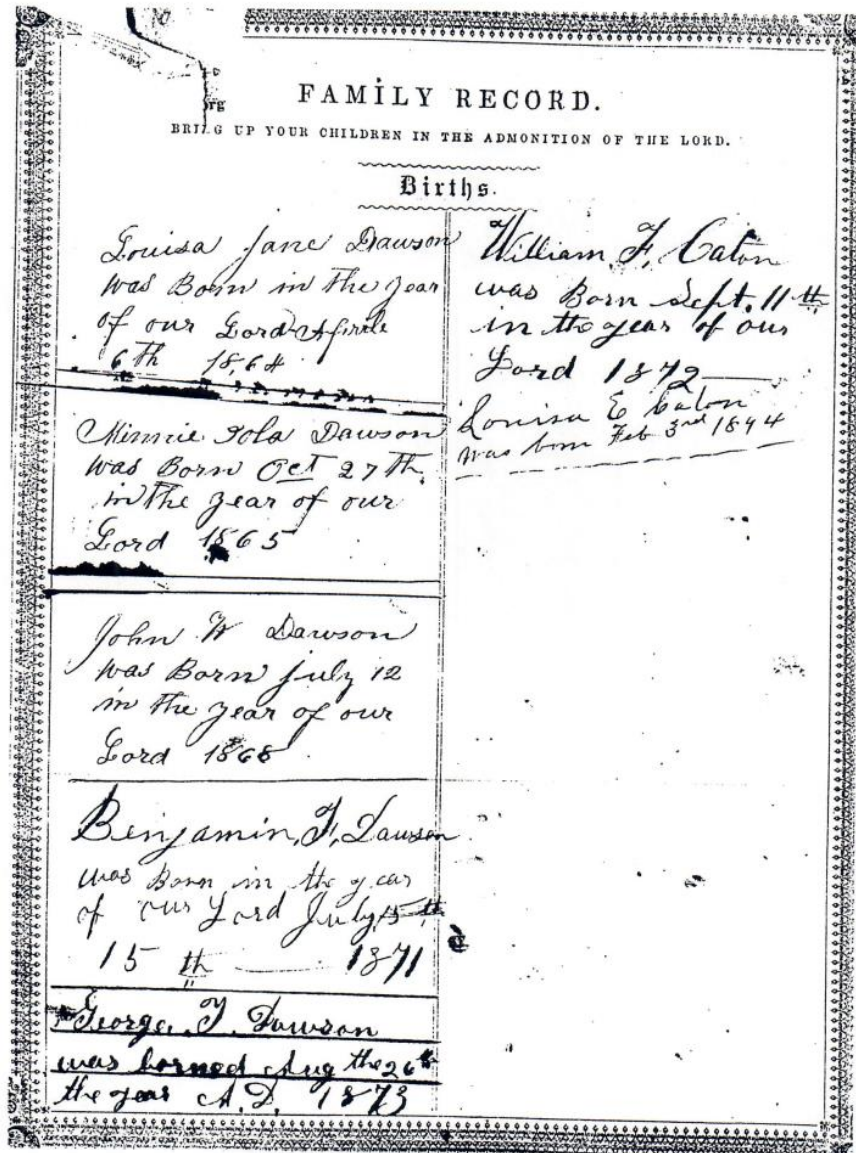 10
rg
FAMILY RECORD.
BRING UP YOUR CHILDREN IN THE ADMONITION OF THE LORD.
Births.
Louisa Jane Dawson
was Born in the year
of our Lord Aprile
6th 1864
Minnie Iola Dawson
was Born Oct 27th
in the year of our
Lord 1865
John W Dawson
was Born July 12
in the year of our
Lord 1868
Benjamin, F, Dawson
was Born in the year
of our Lord July, 15th
15th 1871
George, T. Dawson
was borned Aug the 26th
the year A.D. 1873
William, F, Caton
was Born Sept. 11th
in the year of our
Lord 1872
Louisa E Caton
was born Feb 3rd 1894